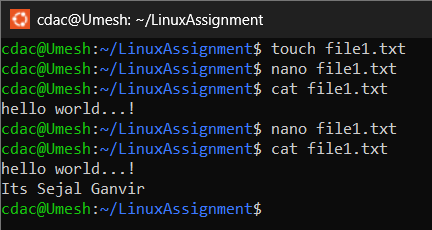 cdac@Umesh: ~/LinuxAssignment
cdac@Umesh:~/LinuxAssignment$ touch file1.txt
cdac@Umesh:~/LinuxAssignment$ nano file1.txt
cdac@Umesh:~/LinuxAssignment$ cat file1.txt
hello world...!
cdac@Umesh:~/LinuxAssignment$ nano file1.txt
cdac@Umesh:~/LinuxAssignment$ cat file1.txt
hello world...!
Its Sejal Ganvir
cdac@Umesh:~/LinuxAssignment$